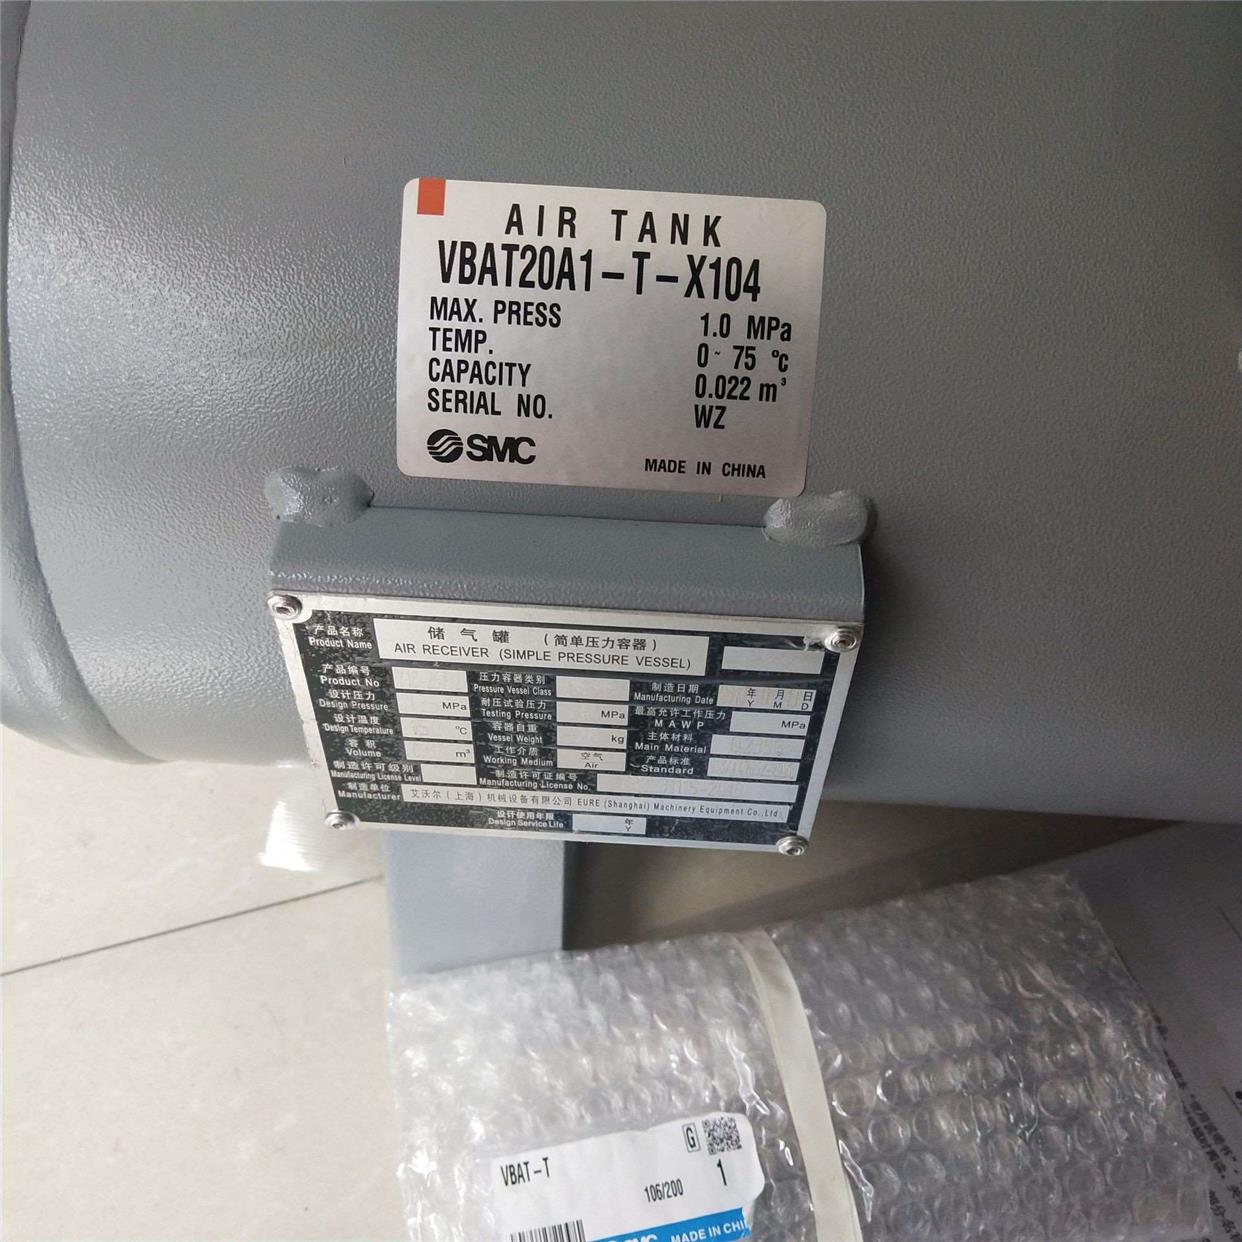 AIR TANK
VBAT20A1-T-X104
MAX. PRESS 1.0 MPa
TEMP. 0~75 ℃
CAPACITY 0.022 m³
SERIAL NO. WZ
SMC MADE IN CHINA
产品名称 储气罐 (简单压力容器)
Product Name AIR RECEIVER (SIMPLE PRESSURE VESSEL)
产品编号 压力容器类别 制造日期 年 月 日
Product No Pressure Vessel Class Manufacturing Date Y M D
设计压力 MPa 耐压试验压力 MPa 最高允许工作压力 MPa
Design Pressure Testing Pressure MAWP
设计温度 ℃ 容器自重 kg 主体材料
Design Temperature Vessel Weight Main Material
容积 m³ 工作介质 空气 产品标准
Volume Working Medium Air Standard
制造许可级别 制造许可证编号
Manufacturing License Level Manufacturing License No.
制造单位 艾沃尔(上海)机械设备有限公司 EURE (Shanghai) Machinery Equipment Co.,Ltd.
Manufacturer
设计使用年限 年
Design Service Life Y
VBAT-T G
106/200 1
SMC MADE IN CHI